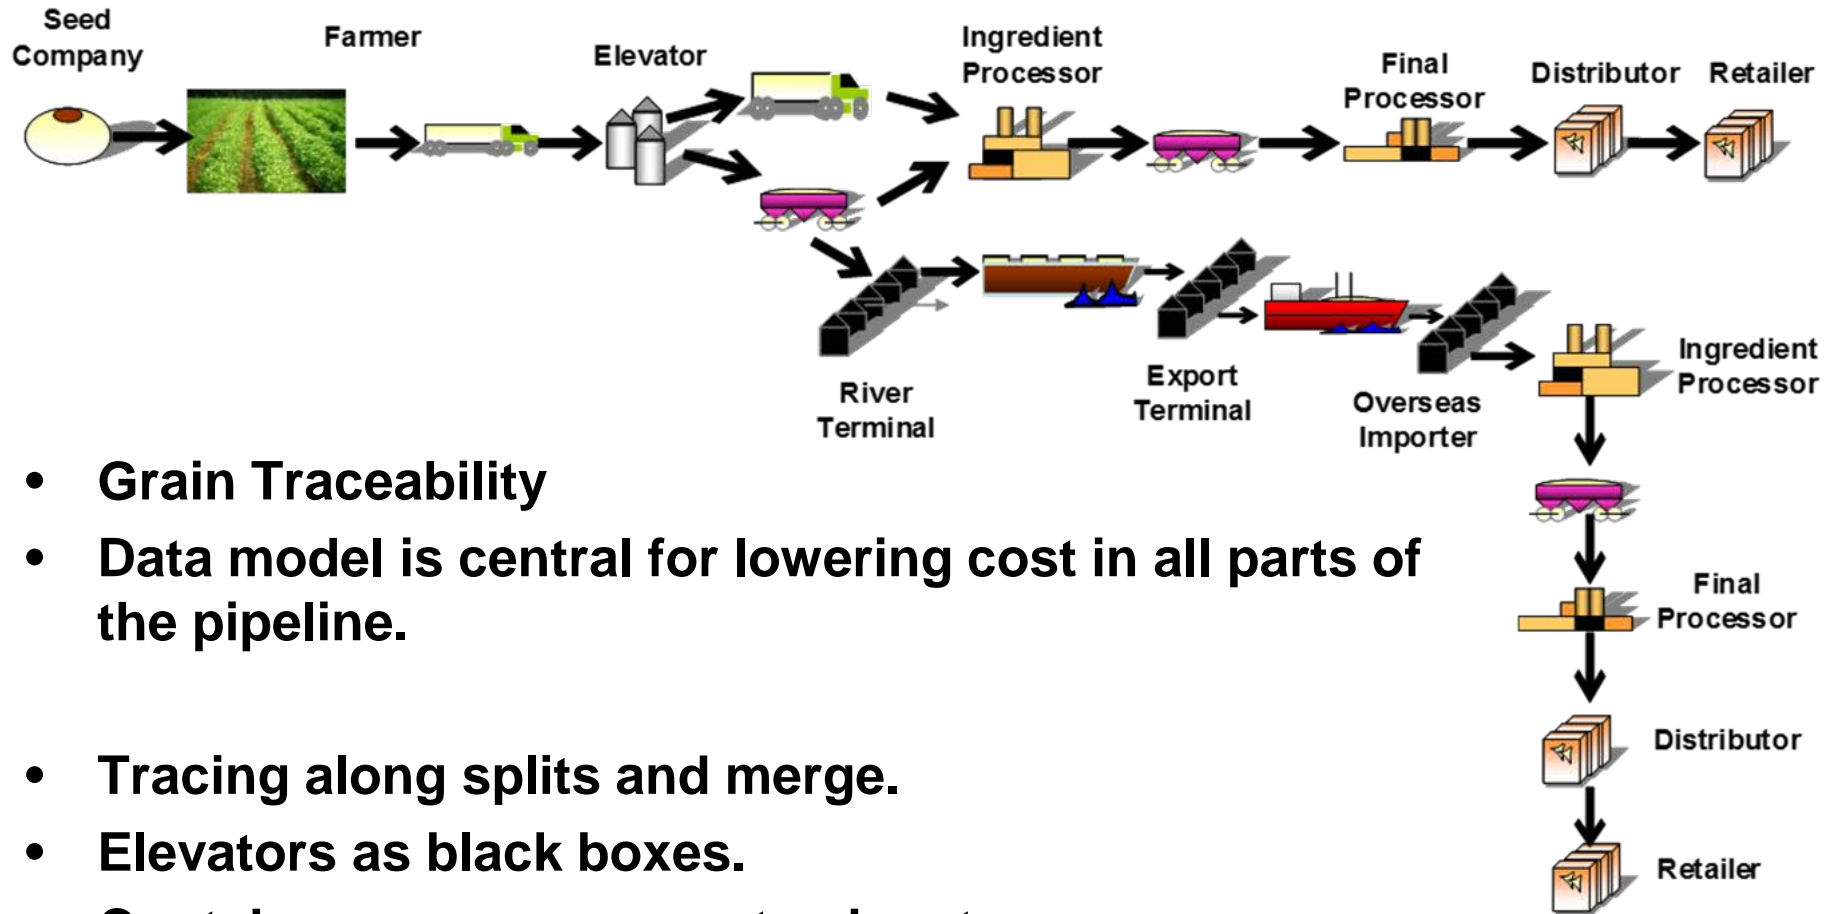 Seed
Company
Farmer
Elevator
Ingredient
Processor
Final
Processor
Distributor
Retailer
River
Terminal
Export
Terminal
Overseas
Importer
Ingredient
Processor
Final
Processor
Distributor
Retailer
• Grain Traceability
• Data model is central for lowering cost in all parts of
the pipeline.
• Tracing along splits and merge.
• Elevators as black boxes.